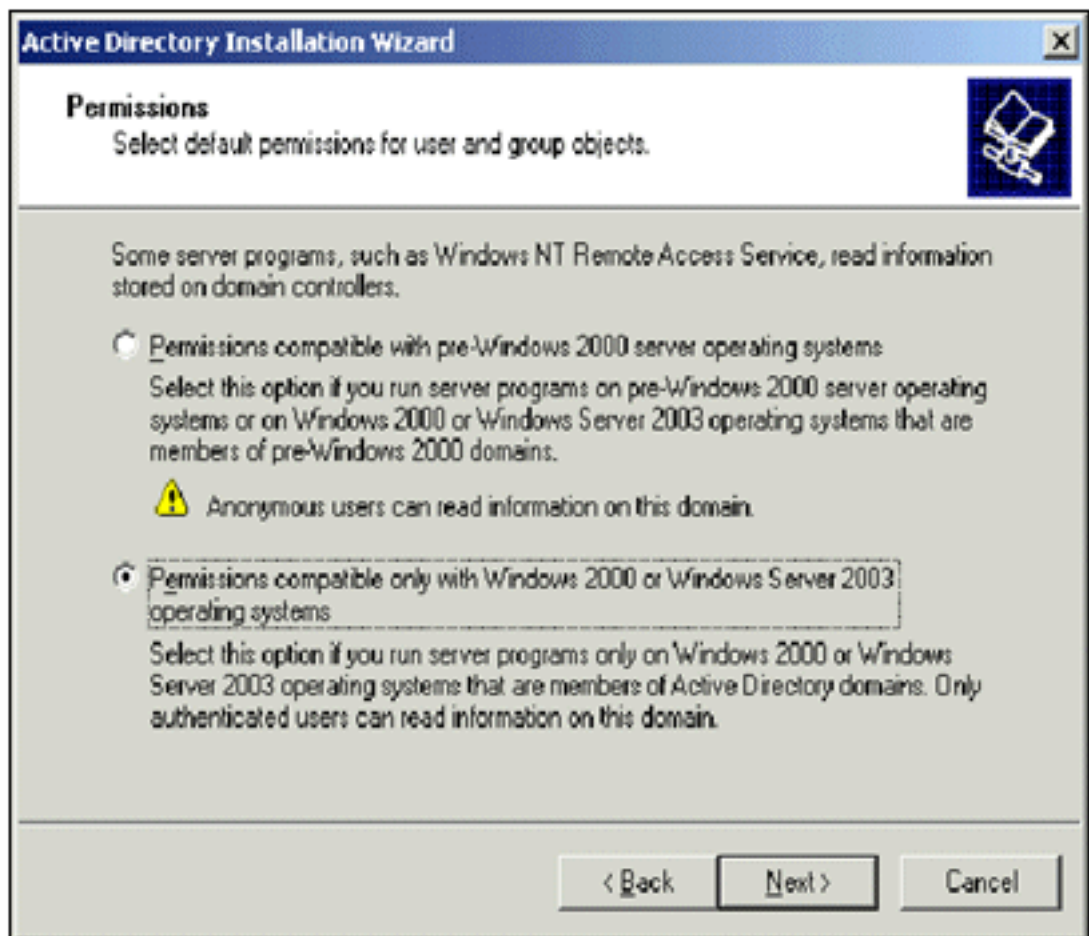 Active Directory Installation Wizard
Permissions
Select default permissions for user and group objects.
Some server programs, such as Windows NT Remote Access Service, read information
stored on domain controllers.
Permissions compatible with pre-Windows 2000 server operating systems
Select this option if you run server programs on pre-Windows 2000 server operating
systems or on Windows 2000 or Windows Server 2003 operating systems that are
members of pre-Windows 2000 domains.
Anonymous users can read information on this domain.
Permissions compatible only with Windows 2000 or Windows Server 2003
operating systems
Select this option if you run server programs only on Windows 2000 or Windows
Server 2003 operating systems that are members of Active Directory domains. Only
authenticated users can read information on this domain.
< Back Next > Cancel